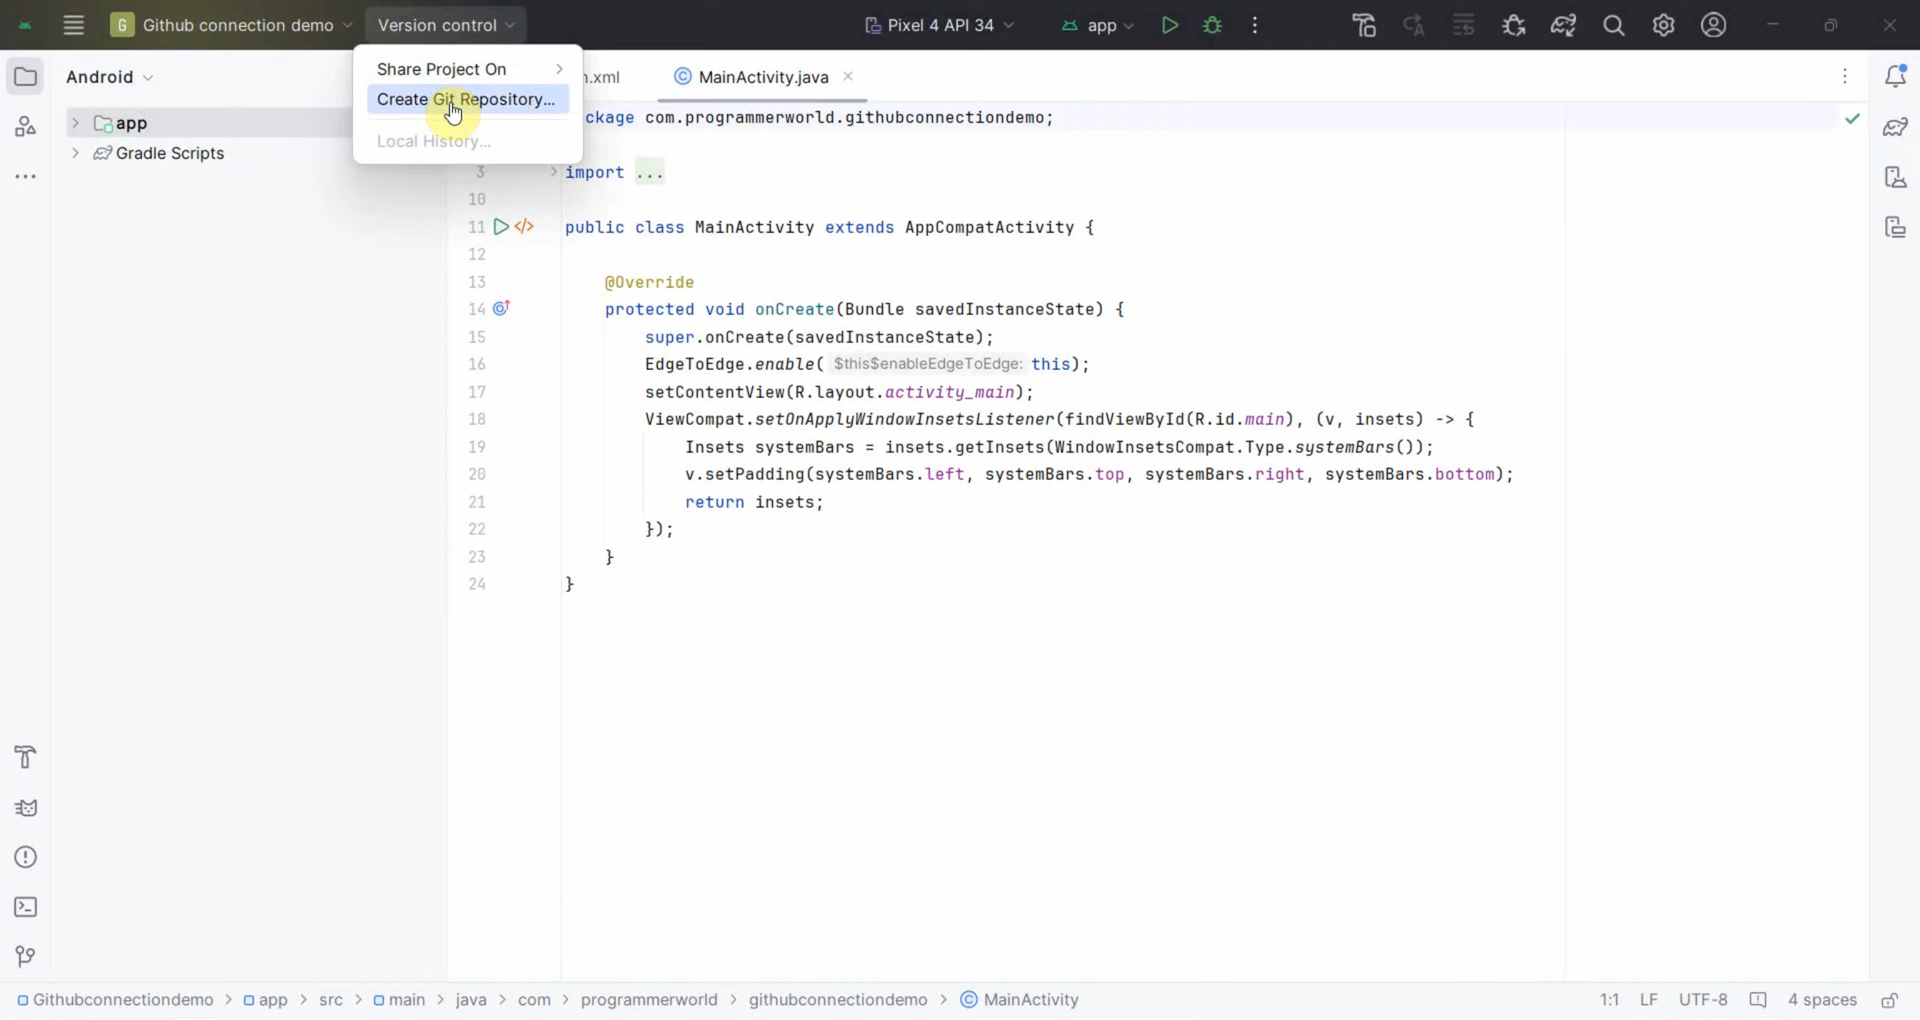 G Github connection demo Version control Pixel 4 API 34 app
Android
Share Project On
Create Git Repository...
Local History...
app
Gradle Scripts
n.xml MainActivity.java
ckage com.programmerworld.githubconnectiondemo;
3 import ...
10
11 public class MainActivity extends AppCompatActivity {
12
13 @Override
14 protected void onCreate(Bundle savedInstanceState) {
15 super.onCreate(savedInstanceState);
16 EdgeToEdge.enable( $this$enableEdgeToEdge: this);
17 setContentView(R.layout.activity_main);
18 ViewCompat.setOnApplyWindowInsetsListener(findViewById(R.id.main), (v, insets) -> {
19 Insets systemBars = insets.getInsets(WindowInsetsCompat.Type.systemBars());
20 v.setPadding(systemBars.left, systemBars.top, systemBars.right, systemBars.bottom);
21 return insets;
22 });
23 }
24 }
Githubconnectiondemo > app > src > main > java > com > programmerworld > githubconnectiondemo > MainActivity 1:1 LF UTF-8 4 spaces